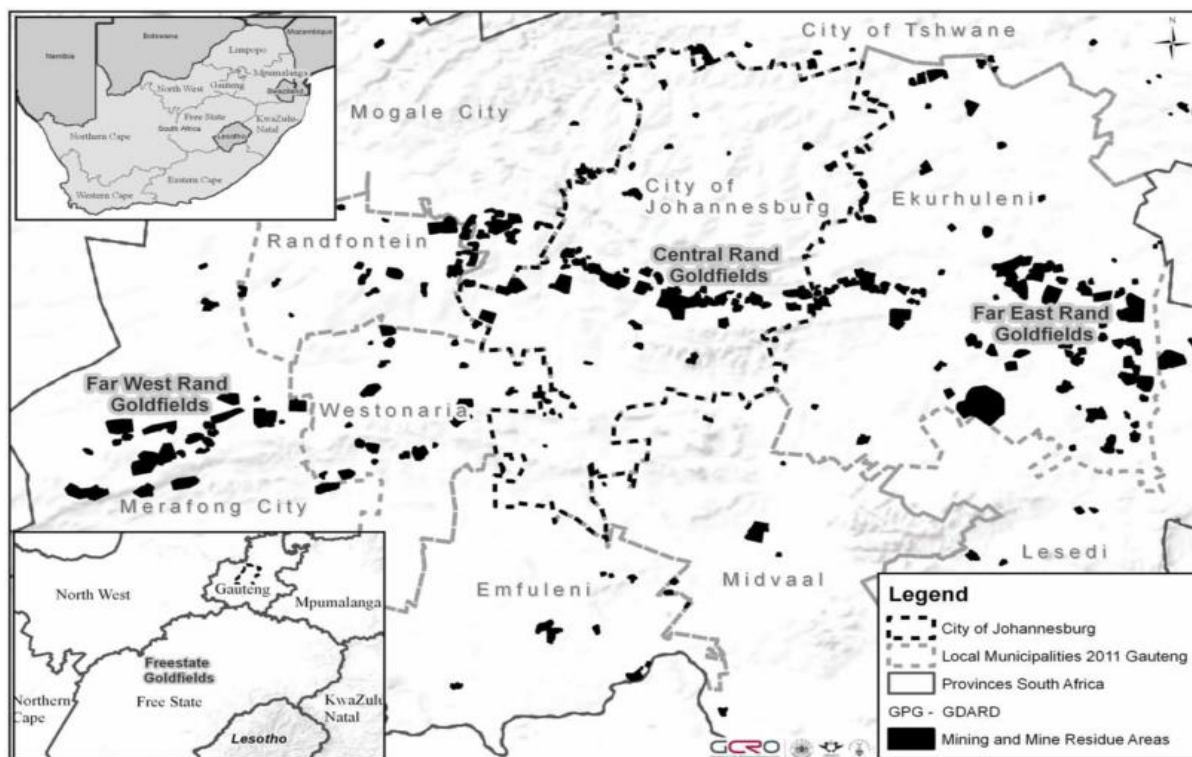 Botswana
Mozambique
Namibia
Limpopo
Mpumalanga
North West
Gauteng
Swaziland
Free State
KwaZulu
Natal
Northern Cape
South Africa
Lesotho
Eastern Cape
Western Cape
City of Tshwane
N
Mogale City
City of
Johannesburg
Ekurhuleni
Randfontein
Central Rand
Goldfields
Far East Rand
Goldfields
Far West Rand
Goldfields
Westonaria
Merafong City
Lesedi
Midvaal
Emfuleni
North West
Gauteng
Mpumalanga
Freestate
Goldfields
Northern
Cape
Free State
KwaZulu
Natal
Lesotho
Legend
City of Johannesburg
Local Municipalities 2011 Gauteng
Provinces South Africa
GPG - GDARD
Mining and Mine Residue Areas
GCRO